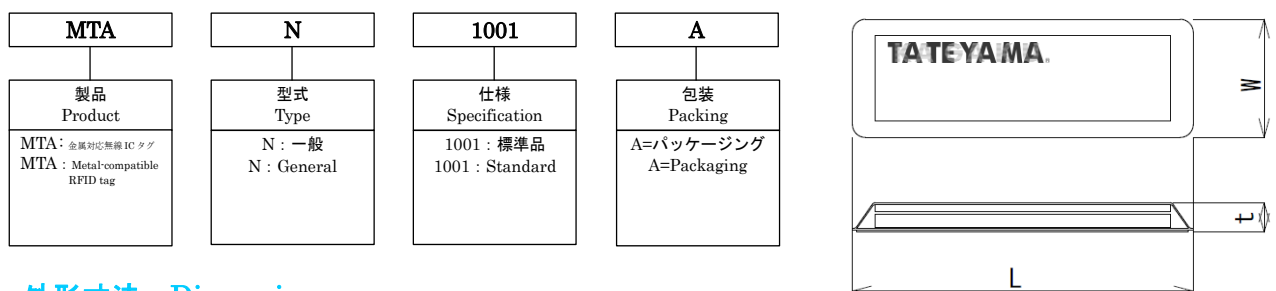 MTA
N
1001
A
製品
Product
MTA：金属対応無線 IC タグ
MTA：Metal-compatible
RFID tag
型式
Type
N：一般
N：General
仕様
Specification
1001：標準品
1001：Standard
包装
Packing
A=パッケージング
A=Packaging
TATEYAMA.
W
t
L